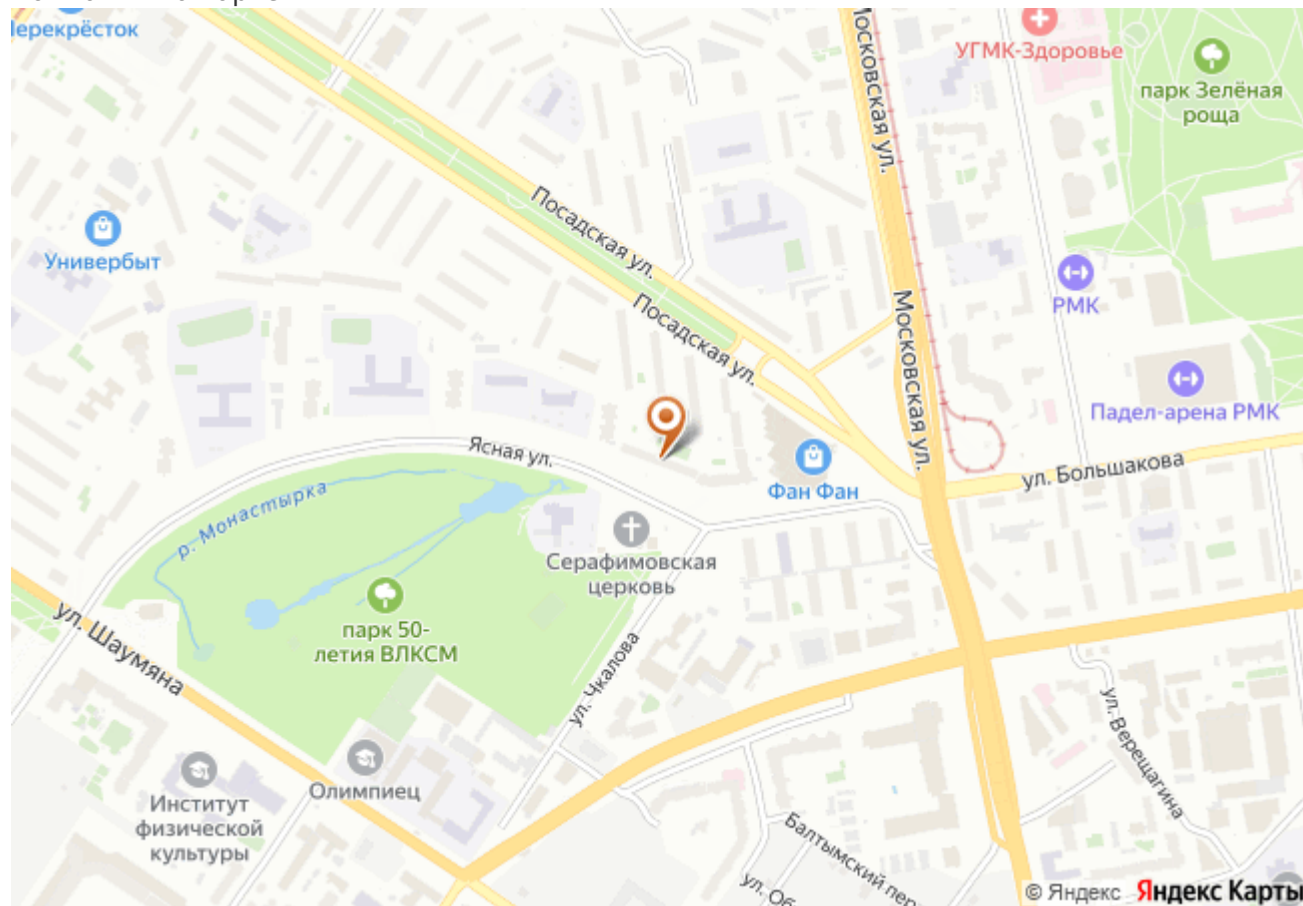 Перекрёсток
УГМК-Здоровье
парк Зелёная
роща
Московская ул.
Посадская ул.
Универбыт
РМК
Посадская ул.
Московская ул.
Падел-арена РМК
Ясная ул.
Фан Фан
ул. Большакова
р. Монастырка
Серафимовская
церковь
парк 50-
летия ВЛКСМ
ул. Шаумяна
ул. Чкалова
ул. Верещагина
Олимпиец
Институт
физической
культуры
Балтымский пер.
© Яндекс Яндекс Карты